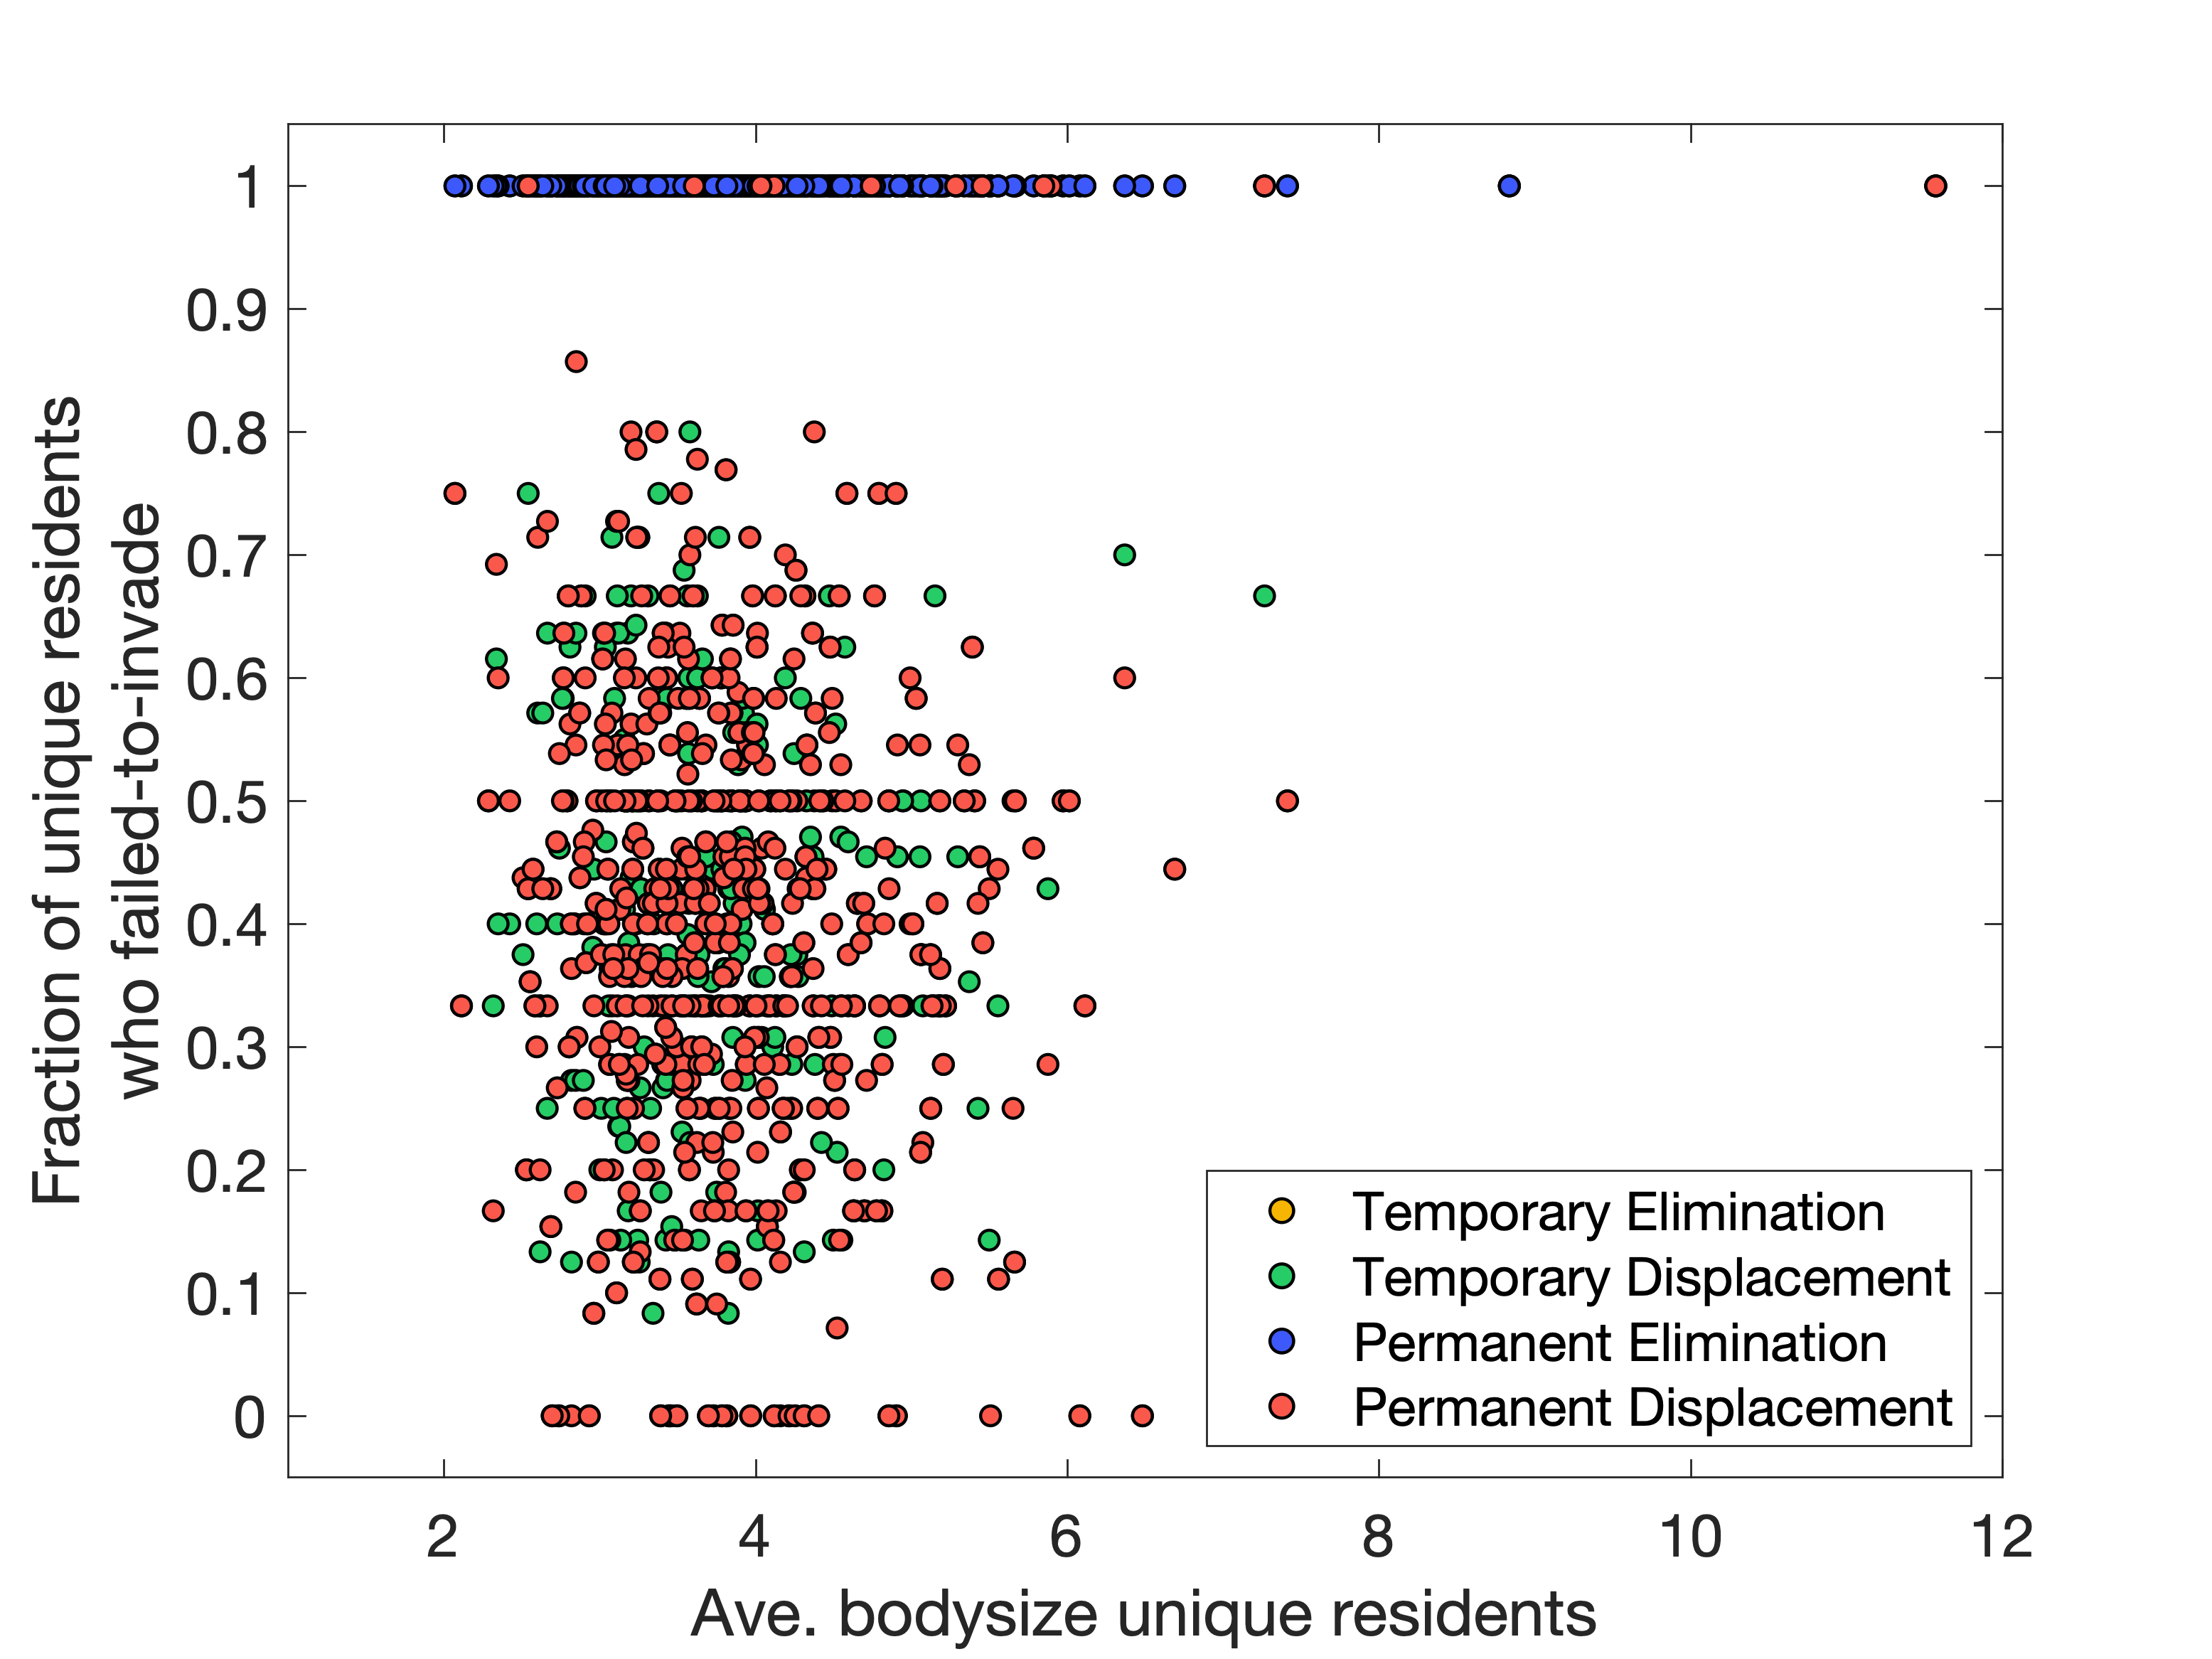 Fraction of unique residents
who failed-to-invade
1
0.9
0.8
0.7
0.6
0.5
0.4
0.3
0.2
0.1
0
Temporary Elimination
Temporary Displacement
Permanent Elimination
Permanent Displacement
2 4 6 8 10 12
Ave. bodysize unique residents